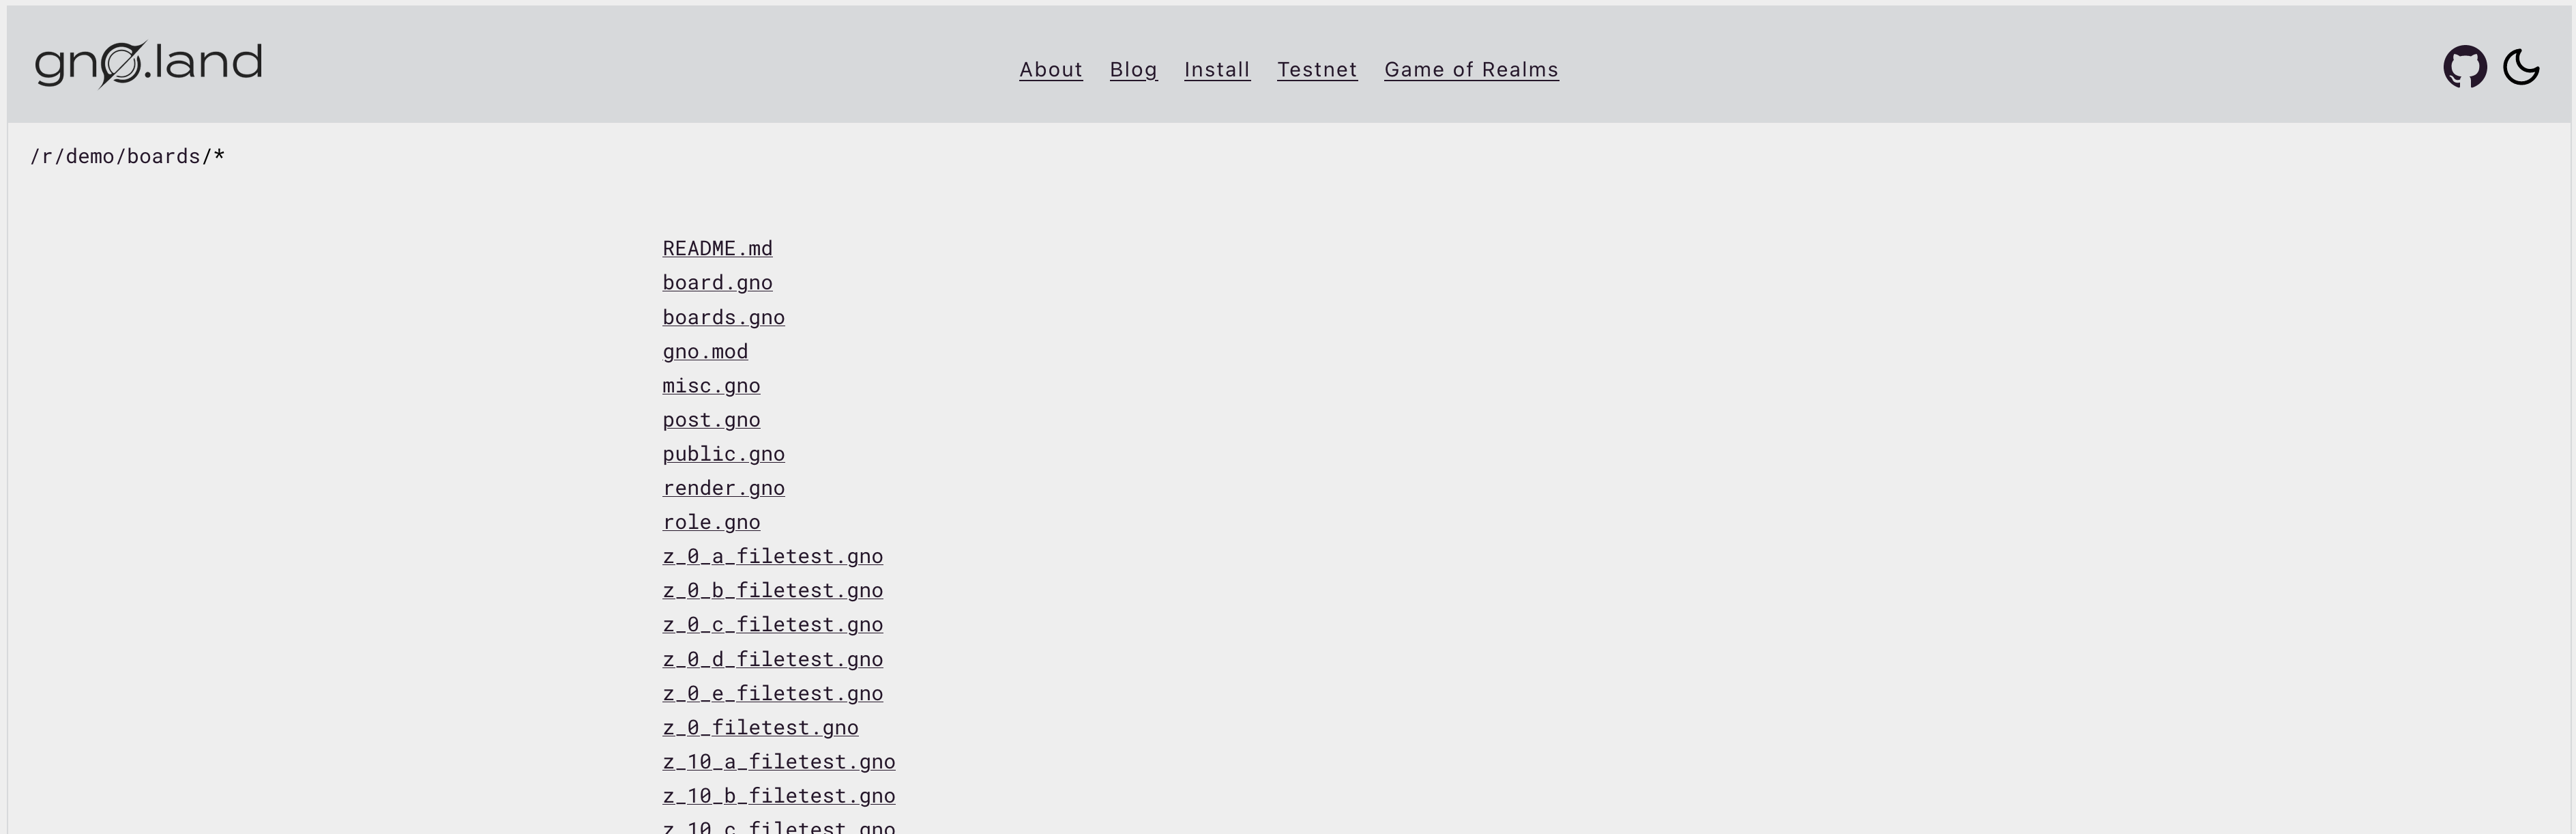 gnø.land
About Blog Install Testnet Game of Realms
/r/demo/boards/*
README.md
board.gno
boards.gno
gno.mod
misc.gno
post.gno
public.gno
render.gno
role.gno
z_0_a_filetest.gno
z_0_b_filetest.gno
z_0_c_filetest.gno
z_0_d_filetest.gno
z_0_e_filetest.gno
z_0_filetest.gno
z_10_a_filetest.gno
z_10_b_filetest.gno
z_10_c_filetest.gno